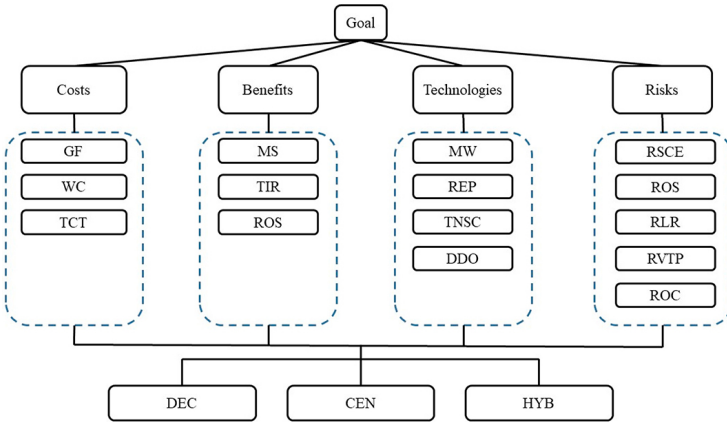 Goal
Costs
Benefits
Technologies
Risks
GF
WC
TCT
MS
TIR
ROS
MW
REP
TNSC
DDO
RSCE
ROS
RLR
RVTP
ROC
DEC
CEN
HYB